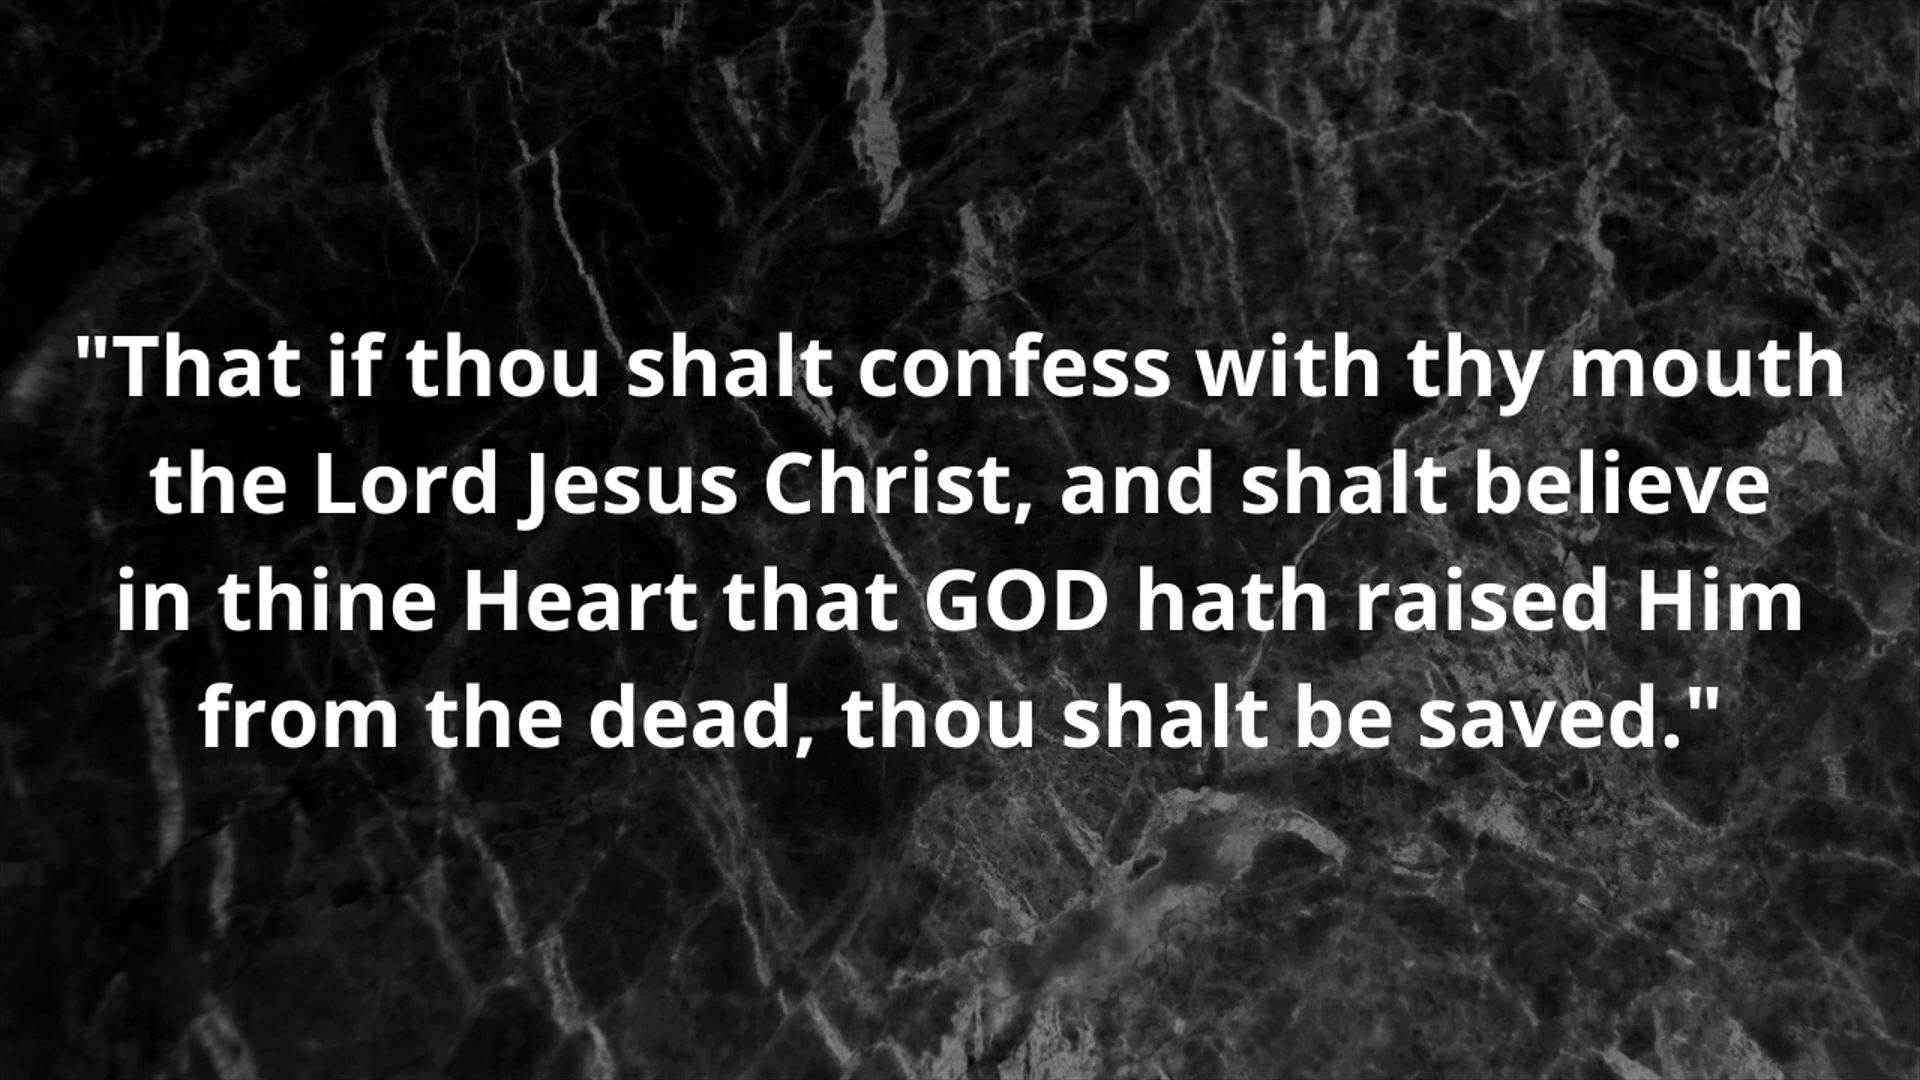 "That if thou shalt confess with thy mouth
the Lord Jesus Christ, and shalt believe
in thine Heart that GOD hath raised Him
from the dead, thou shalt be saved."